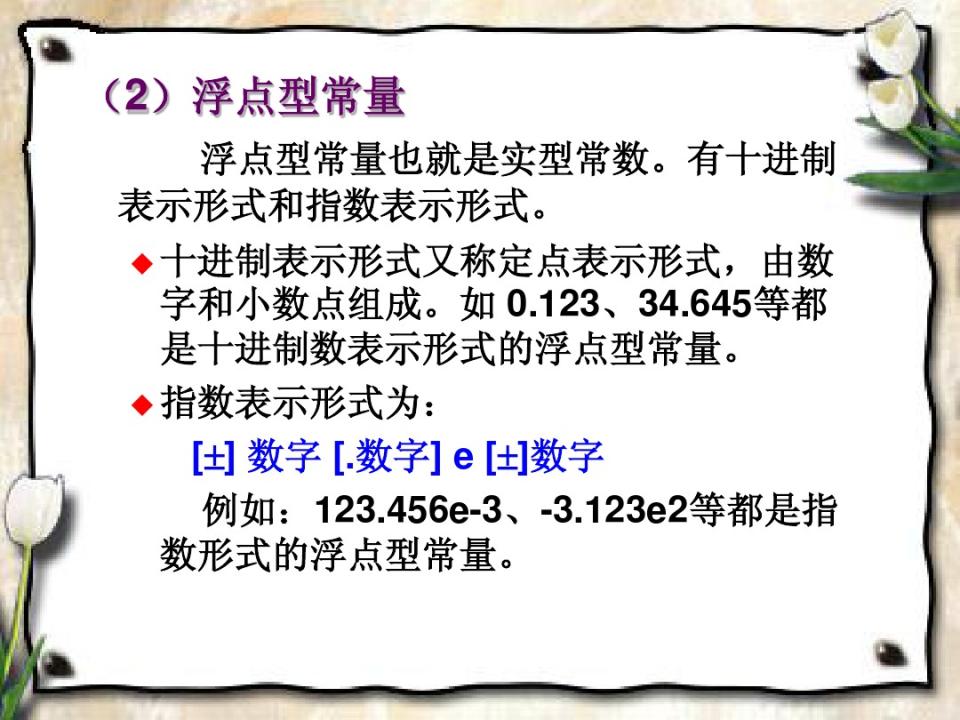 （2）浮点型常量
浮点型常量也就是实型常数。有十进制
表示形式和指数表示形式。
◆十进制表示形式又称定点表示形式，由数
字和小数点组成。如 0.123、34.645等都
是十进制数表示形式的浮点型常量。
◆指数表示形式为：
[±] 数字 [.数字] e [±]数字
例如：123.456e-3、-3.123e2等都是指
数形式的浮点型常量。